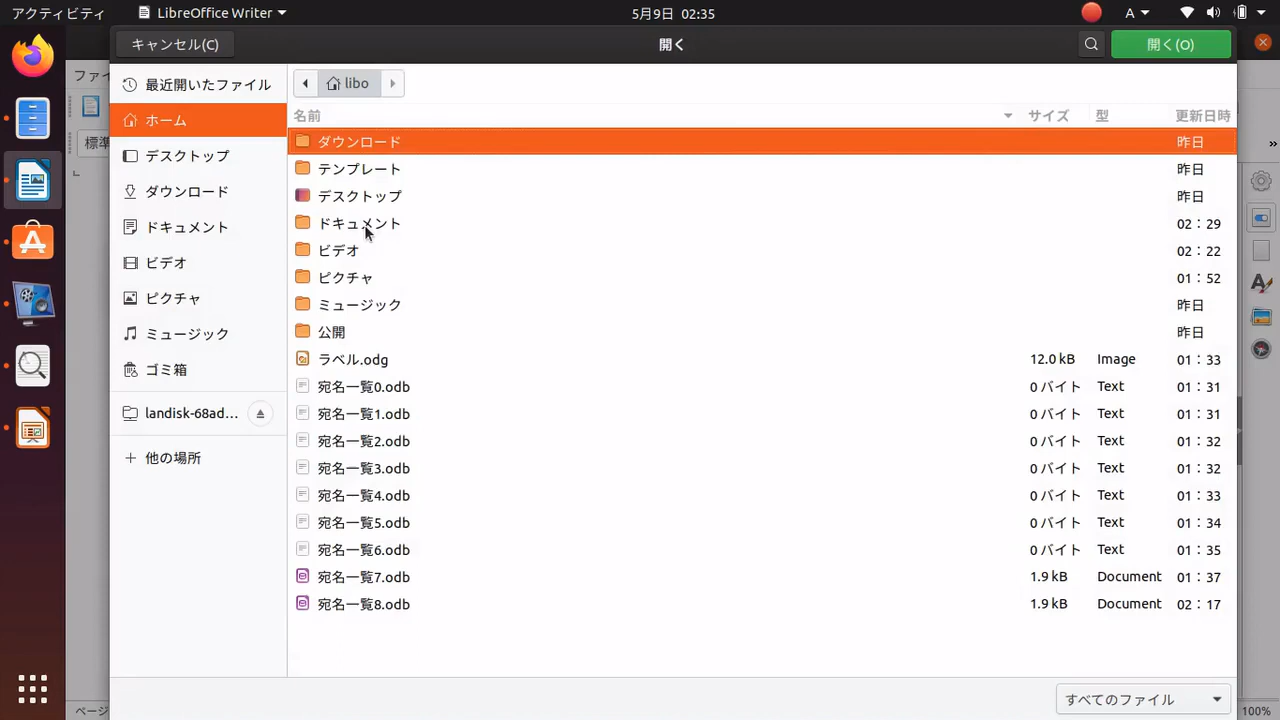 アクティビティ LibreOffice Writer 5月9日 02:35 A
キャンセル(C) 開く 開く(O)
ファイ
標準
最近開いたファイル
ホーム
デスクトップ
ダウンロード
ドキュメント
ビデオ
ピクチャ
ミュージック
ゴミ箱
landisk-68ad...
他の場所
libo
名前 サイズ 型 更新日時
ダウンロード 昨日
テンプレート 昨日
デスクトップ 昨日
ドキュメント 02：29
ビデオ 02：22
ピクチャ 01：52
ミュージック 昨日
公開 昨日
ラベル.odg 12.0 kB Image 01：33
宛名一覧0.odb 0 バイト Text 01：31
宛名一覧1.odb 0 バイト Text 01：31
宛名一覧2.odb 0 バイト Text 01：32
宛名一覧3.odb 0 バイト Text 01：32
宛名一覧4.odb 0 バイト Text 01：33
宛名一覧5.odb 0 バイト Text 01：34
宛名一覧6.odb 0 バイト Text 01：35
宛名一覧7.odb 1.9 kB Document 01：37
宛名一覧8.odb 1.9 kB Document 02：17
すべてのファイル
ページ 100%